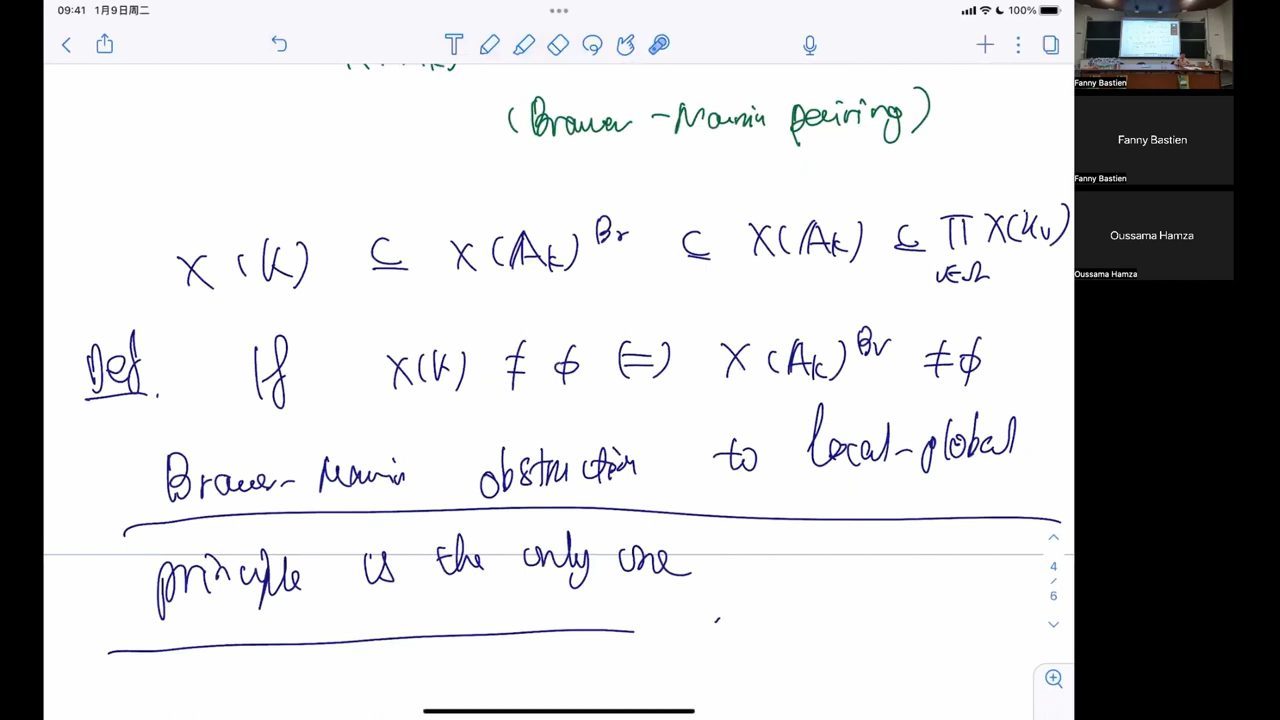 09:41 1月9日周二
100%
(Brauer-Manin pairing)
X(K) ⊆ X(𝔸_K)^Br ⊆ X(𝔸_K) ⊆ ∏_{v∈Ω} X(K_v)
Def. If X(K) ≠ ϕ (=) X(𝔸_K)^Br ≠ ϕ
Brauer-Manin obstruction to local-global
principle is the only one.
4
/
6
Fanny Bastien
Fanny Bastien
Fanny Bastien
Oussama Hamza
Oussama Hamza